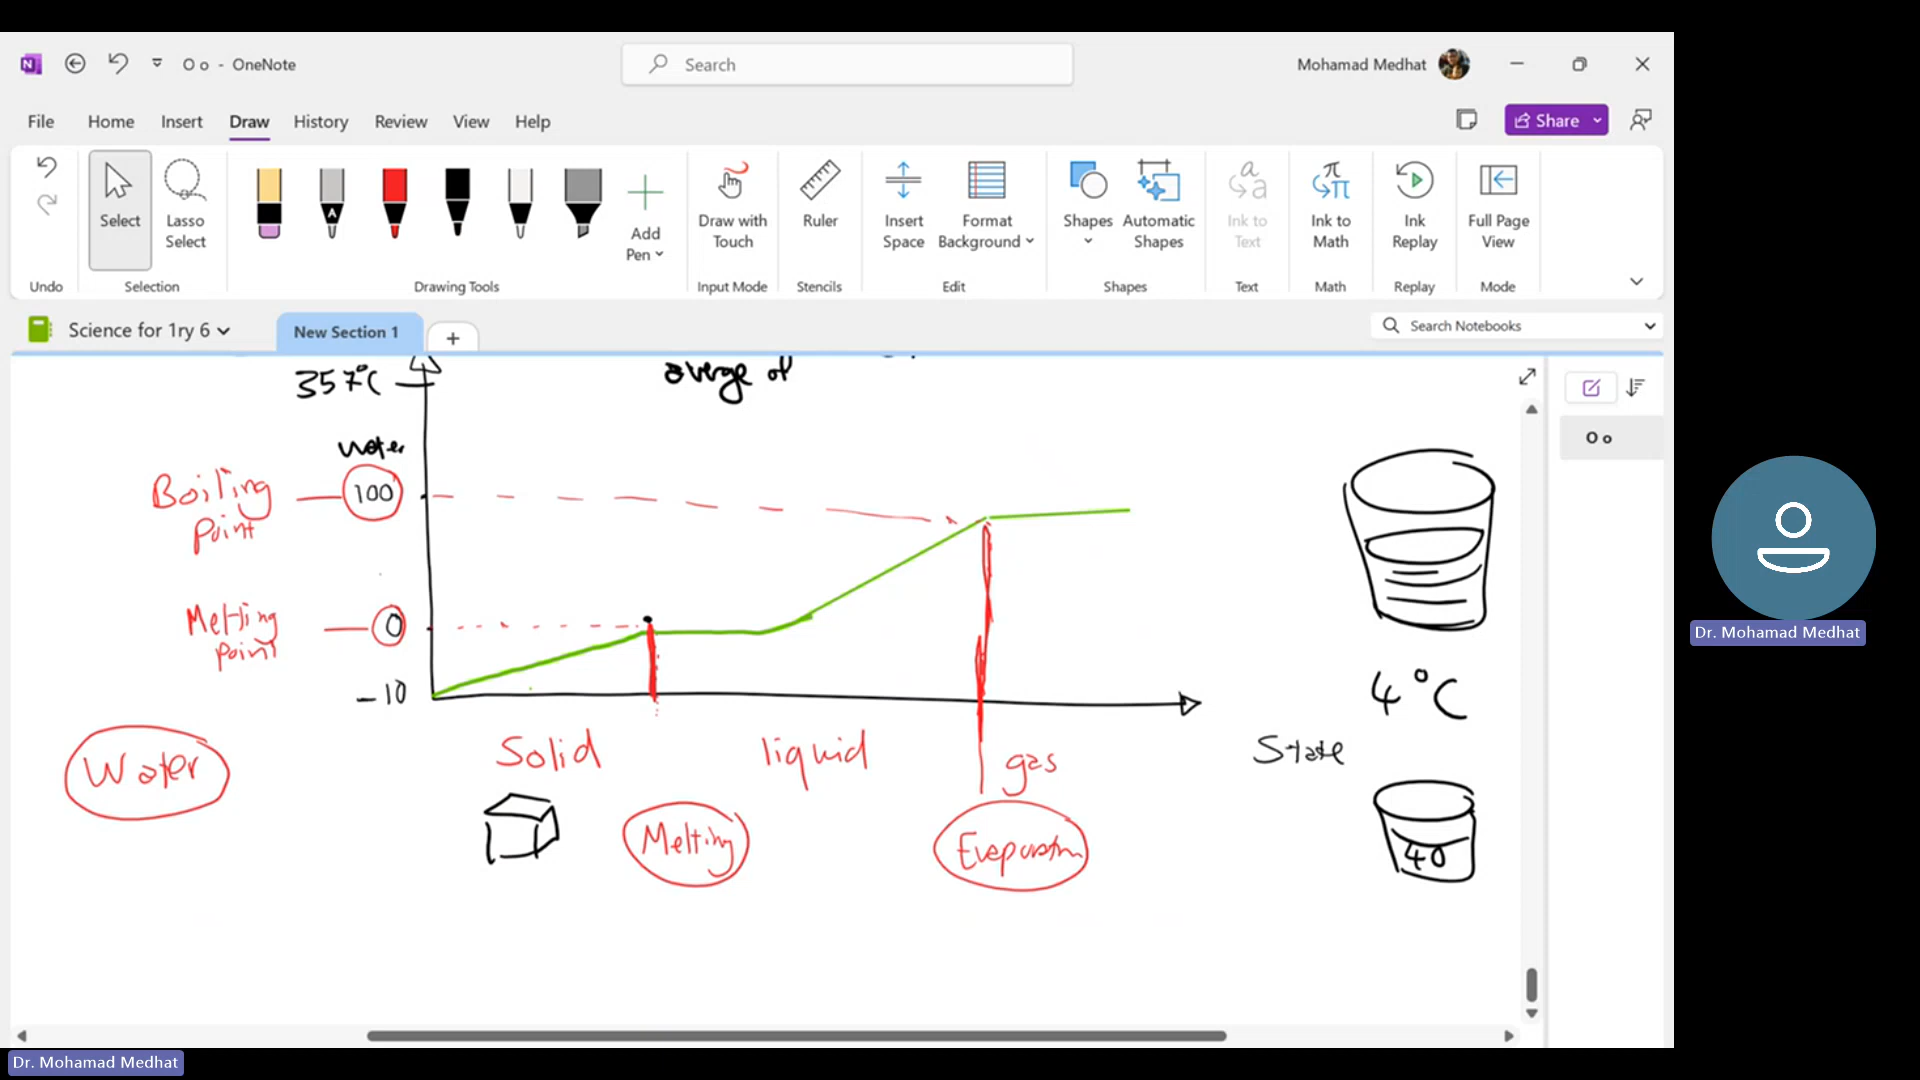 O o - OneNote
Search
Mohamad Medhat
File Home Insert Draw History Review View Help
Share
Select
Lasso Select
A
Add Pen
Draw with Touch
Ruler
Insert Space
Format Background
Shapes
Automatic Shapes
a a
Ink to Text
π π
Ink to Math
Ink Replay
Full Page View
Undo Selection Drawing Tools Input Mode Stencils Edit Shapes Text Math Replay Mode
Science for 1ry 6
New Section 1
+
Search Notebooks
O o
357°C
averge of
Water
Boiling Point
100
Melting Point
0
-10
Water
Solid
liquid
gas
State
4°C
Melting
Evaporation
40
Dr. Mohamad Medhat
Dr. Mohamad Medhat